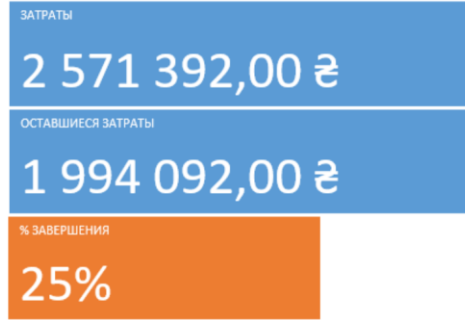 ЗАТРАТЫ
2 571 392,00 ₴
ОСТАВШИЕСЯ ЗАТРАТЫ
1 994 092,00 ₴
% ЗАВЕРШЕНИЯ
25%